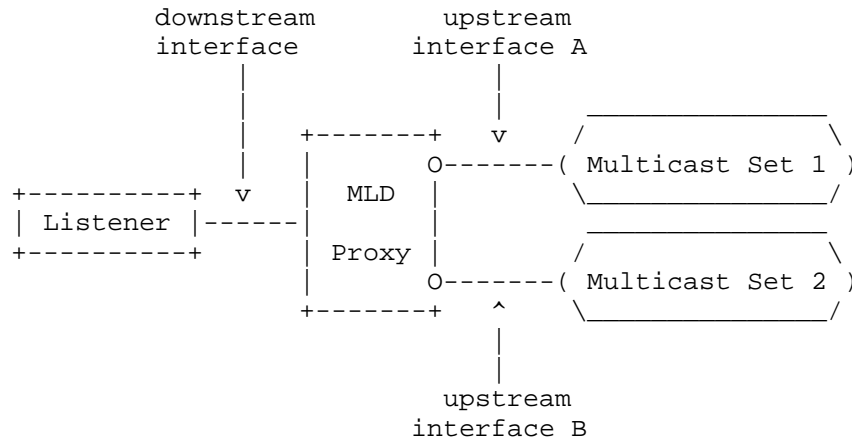 downstream upstream
interface interface A
v
O-------( Multicast Set 1 )
v MLD
Listener
Proxy
O-------( Multicast Set 2 )
^
upstream
interface B